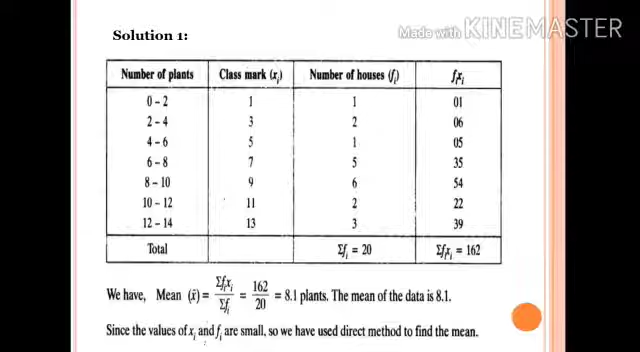 Made with KINEMASTER
Solution 1:
Number of plants Class mark (xᵢ) Number of houses (fᵢ) fᵢxᵢ
0 – 2 1 1 01
2 – 4 3 2 06
4 – 6 5 1 05
6 – 8 7 5 35
8 – 10 9 6 54
10 – 12 11 2 22
12 – 14 13 3 39
Total Σfᵢ = 20 Σfᵢxᵢ = 162
We have, Mean (x̄) = Σfᵢxᵢ / Σfᵢ = 162 / 20 = 8.1 plants. The mean of the data is 8.1.
Since the values of xᵢ and fᵢ are small, so we have used direct method to find the mean.